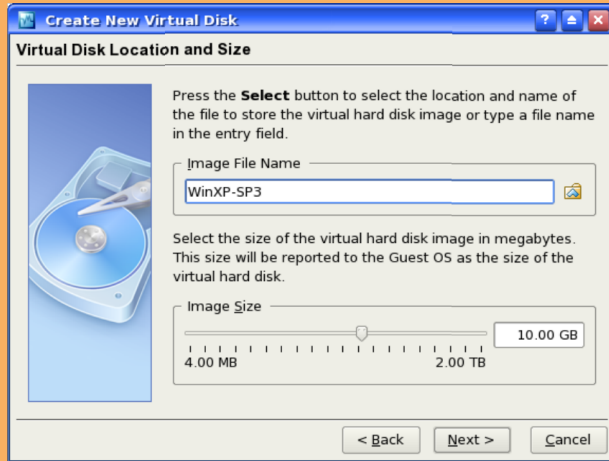 Create New Virtual Disk
Virtual Disk Location and Size
Press the Select button to select the location and name of
the file to store the virtual hard disk image or type a file name
in the entry field.
Image File Name
WinXP-SP3
Select the size of the virtual hard disk image in megabytes.
This size will be reported to the Guest OS as the size of the
virtual hard disk.
Image Size
10.00 GB
4.00 MB 2.00 TB
< Back Next > Cancel